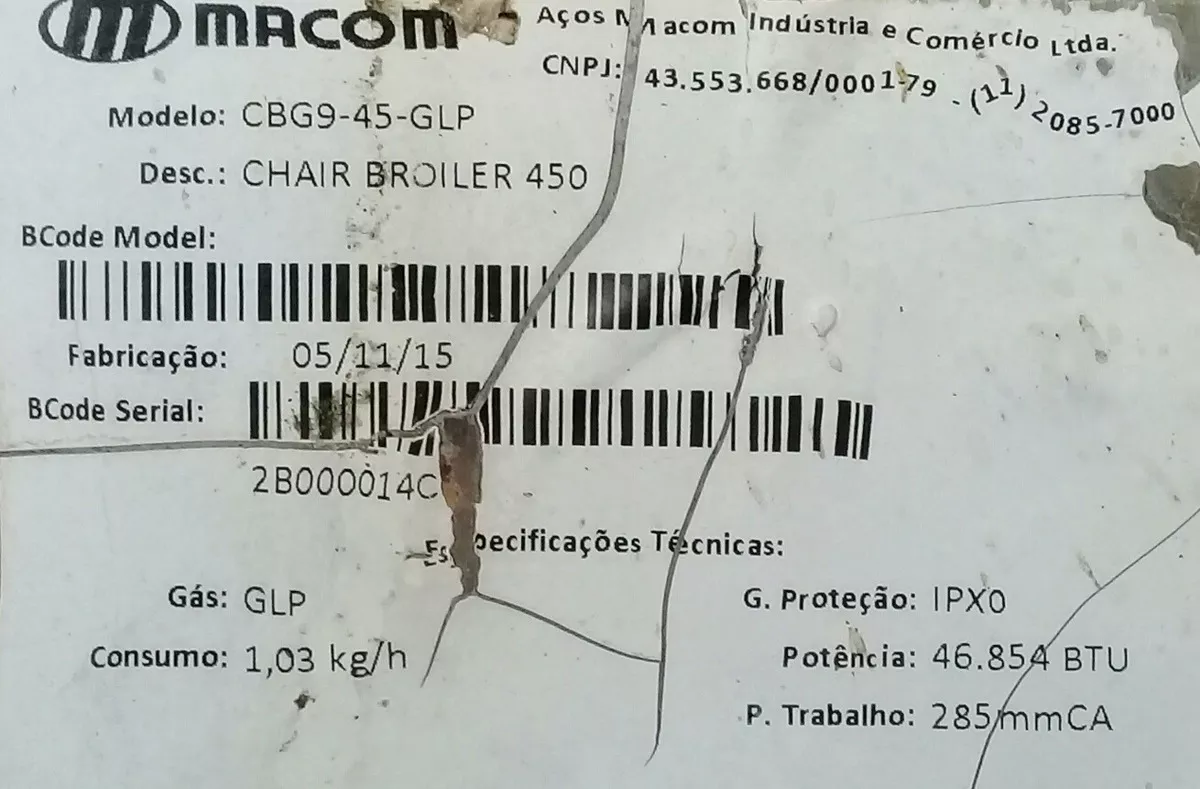 MACOM
Aços Macom Indústria e Comércio Ltda.
CNPJ: 43.553.668/0001-79 - (11) 2085-7000
Modelo: CBG9-45-GLP
Desc.: CHAIR BROILER 450
BCode Model:
Fabricação: 05/11/15
BCode Serial:
2B000014C
Especificações Técnicas:
Gás: GLP
G. Proteção: IPX0
Consumo: 1,03 kg/h
Potência: 46.854 BTU
P. Trabalho: 285 mmCA